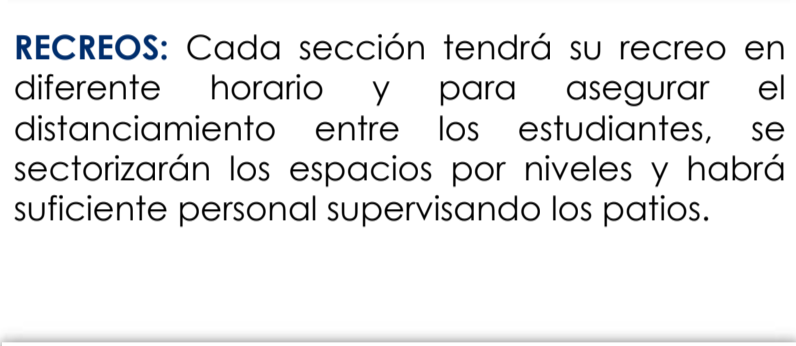 RECREOS: Cada sección tendrá su recreo en
diferente horario y para asegurar el
distanciamiento entre los estudiantes, se
sectorizarán los espacios por niveles y habrá
suficiente personal supervisando los patios.